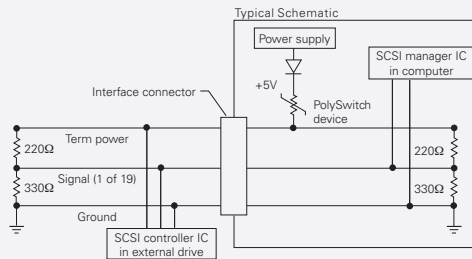 Typical Schematic
Power supply
SCSI manager IC
in computer
+5V
Interface connector
PolySwitch
device
Term power
220Ω
220Ω
Signal (1 of 19)
330Ω
330Ω
Ground
SCSI controller IC
in external drive